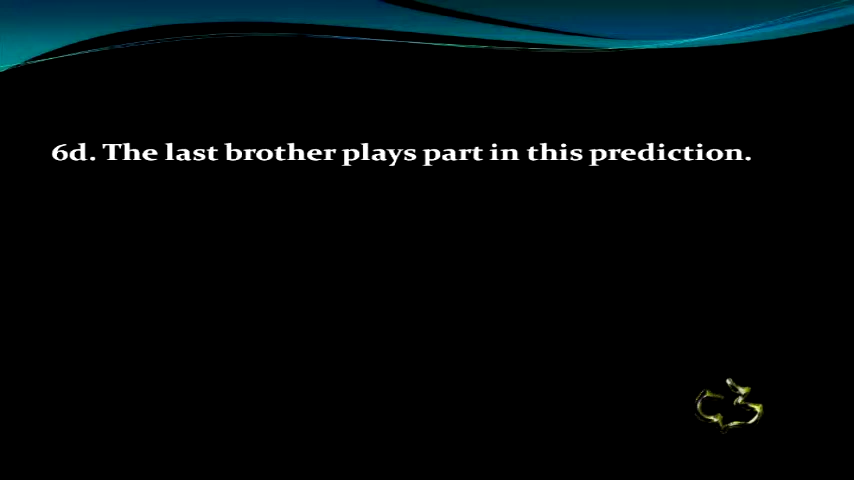 6d. The last brother plays part in this prediction.